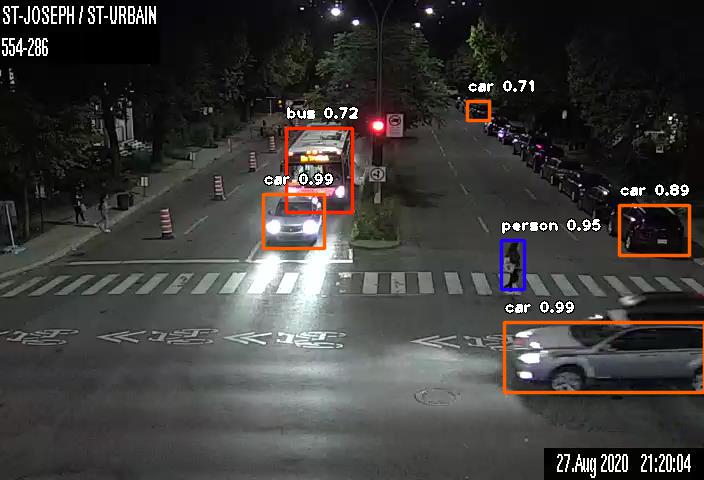 ST-JOSEPH / ST-URBAIN
554-286
car 0.71
bus 0.72
car 0.99
car 0.89
person 0.95
car 0.99
27.Aug 2020 21:20:04